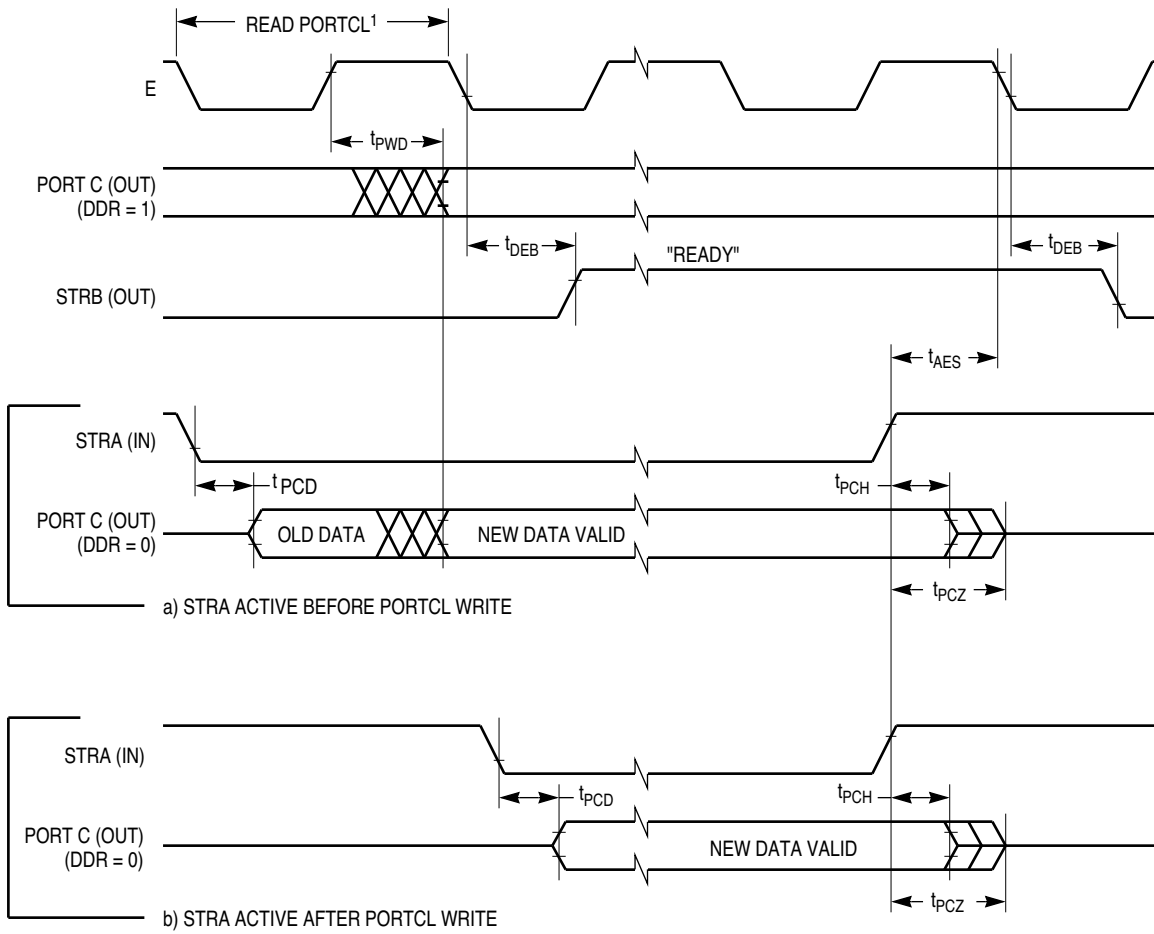 READ PORTCL1
E
tPWD
PORT C (OUT)
(DDR = 1)
tDEB
"READY"
tDEB
STRB (OUT)
tAES
STRA (IN)
tPCD
tPCH
PORT C (OUT)
(DDR = 0)
OLD DATA
NEW DATA VALID
tPCZ
a) STRA ACTIVE BEFORE PORTCL WRITE
STRA (IN)
tPCD
tPCH
PORT C (OUT)
(DDR = 0)
NEW DATA VALID
tPCZ
b) STRA ACTIVE AFTER PORTCL WRITE